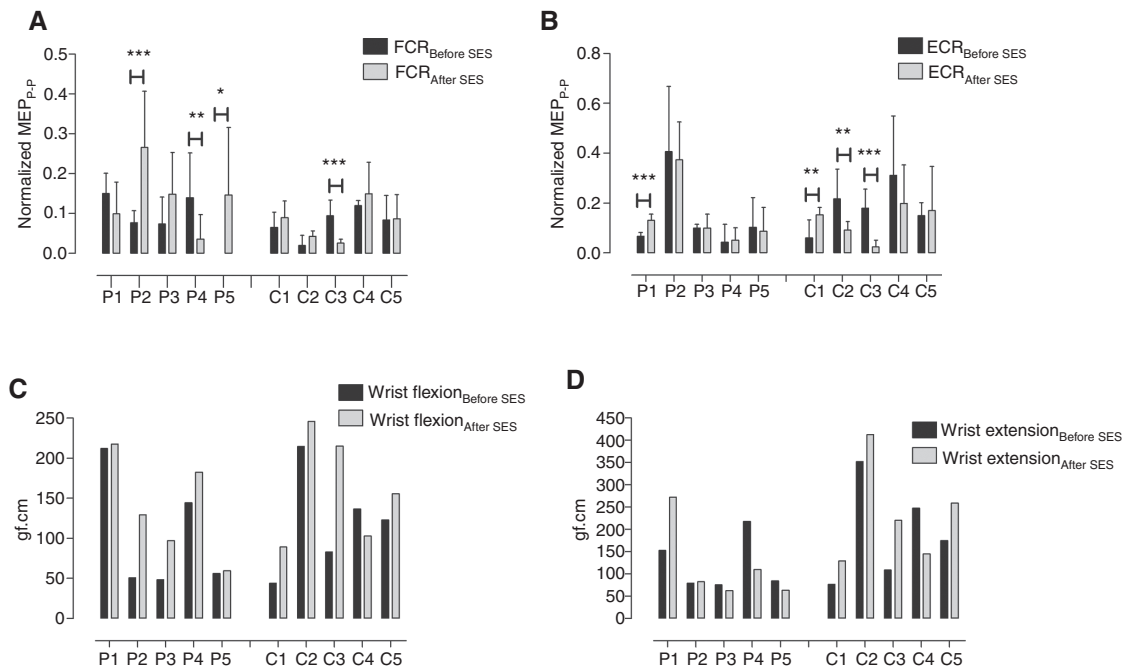 A
FCR Before SES
FCR After SES
Normalized MEP P-P
0.5
0.4
0.3
0.2
0.1
0.0
***
**
*
***
P1 P2 P3 P4 P5 C1 C2 C3 C4 C5
B
ECR Before SES
ECR After SES
Normalized MEP P-P
0.8
0.6
0.4
0.2
0.0
***
**
**
***
P1 P2 P3 P4 P5 C1 C2 C3 C4 C5
C
Wrist flexion Before SES
Wrist flexion After SES
gf.cm
250
200
150
100
50
0
P1 P2 P3 P4 P5 C1 C2 C3 C4 C5
D
Wrist extension Before SES
Wrist extension After SES
gf.cm
450
400
350
300
250
200
150
100
50
0
P1 P2 P3 P4 P5 C1 C2 C3 C4 C5